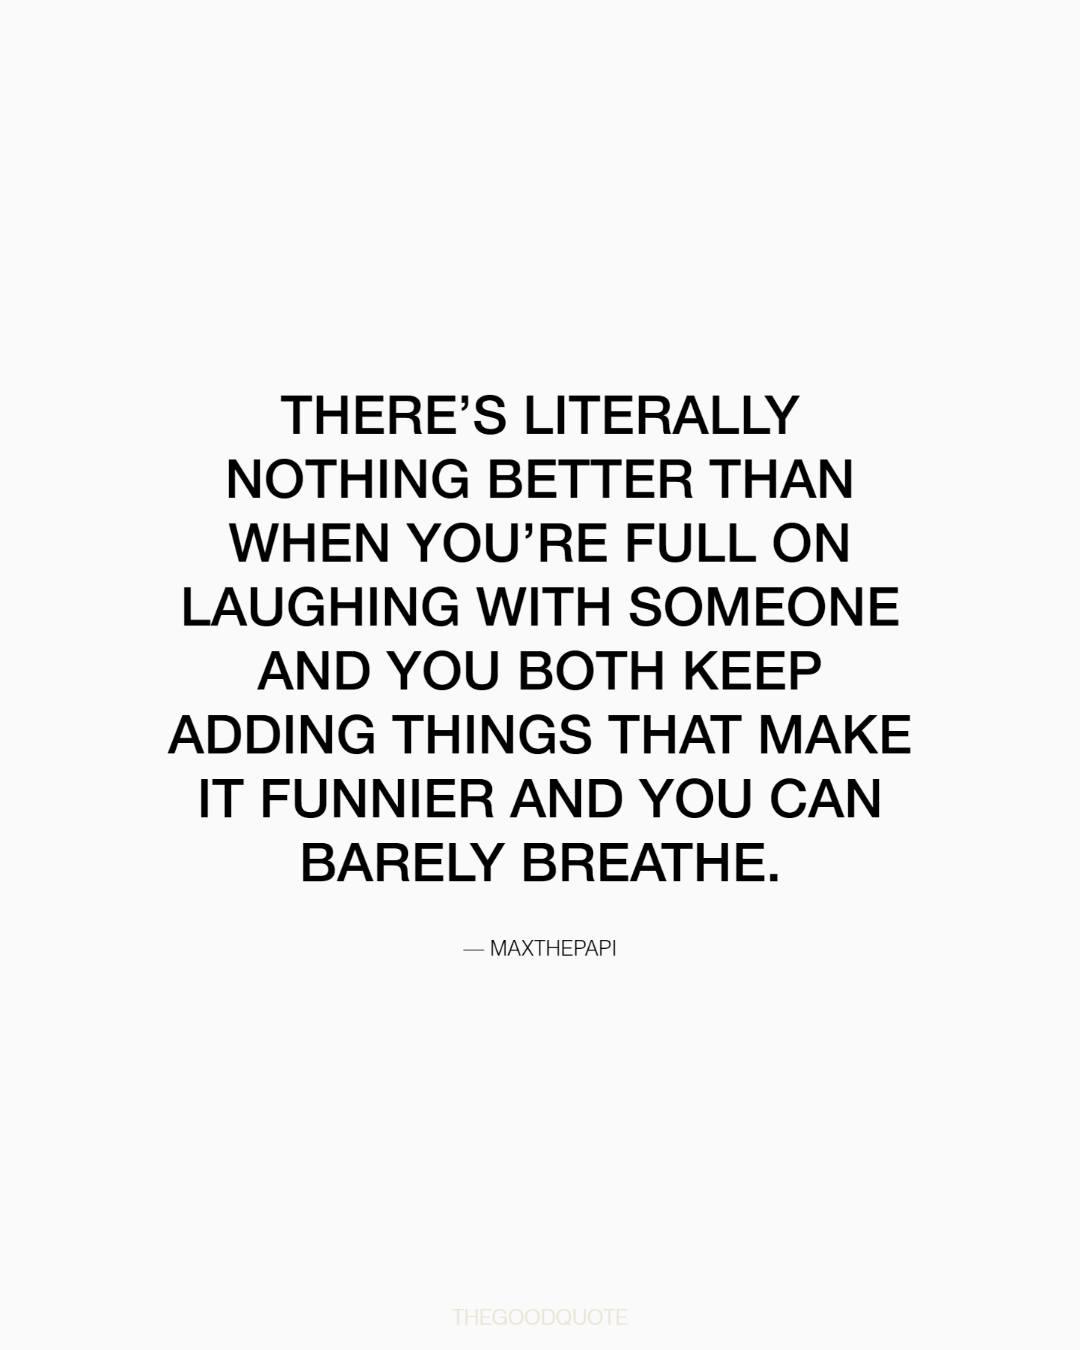 THERE’S LITERALLY
NOTHING BETTER THAN
WHEN YOU’RE FULL ON
LAUGHING WITH SOMEONE
AND YOU BOTH KEEP
ADDING THINGS THAT MAKE
IT FUNNIER AND YOU CAN
BARELY BREATHE.
— MAXTHEPAPI
THEGOODQUOTE